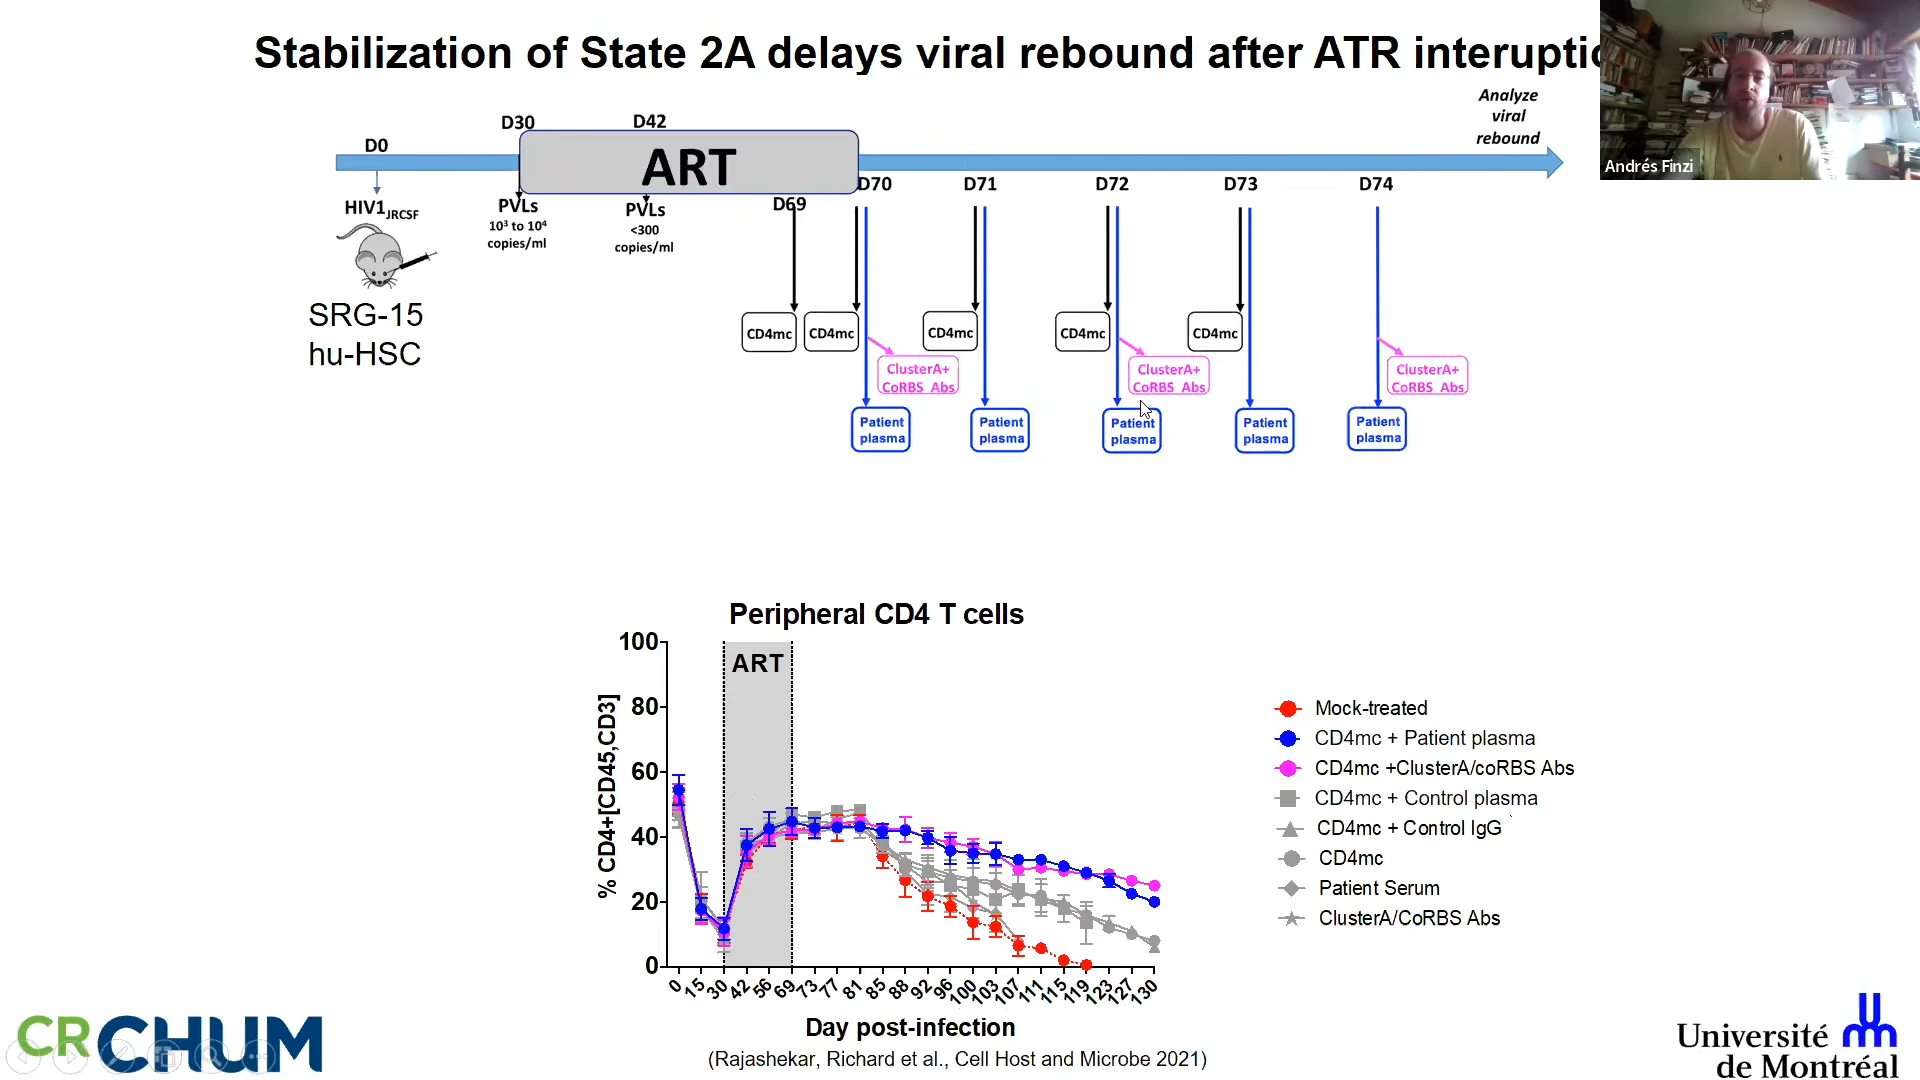 Stabilization of State 2A delays viral rebound after ATR interuptio
Andrés Finzi
Analyze
viral
rebound
D0
D30
D42
ART
D69
D70
D71
D72
D73
D74
HIV1JRCSF
PVLs
10³ to 10⁴
copies/ml
PVLs
<300
copies/ml
SRG-15
hu-HSC
CD4mc
CD4mc
CD4mc
CD4mc
CD4mc
ClusterA+
CoRBS Abs
ClusterA+
CoRBS Abs
ClusterA+
CoRBS Abs
Patient
plasma
Patient
plasma
Patient
plasma
Patient
plasma
Patient
plasma
Peripheral CD4 T cells
% CD4+[CD45,CD3]
100
80
60
40
20
0
ART
0 15 30 42 56 69 73 77 81 85 88 92 96 100 103 107 111 115 119 123 127 130
Day post-infection
Mock-treated
CD4mc + Patient plasma
CD4mc +ClusterA/coRBS Abs
CD4mc + Control plasma
CD4mc + Control IgG
CD4mc
Patient Serum
ClusterA/CoRBS Abs
(Rajashekar, Richard et al., Cell Host and Microbe 2021)
CRCHUM
Université
de Montréal